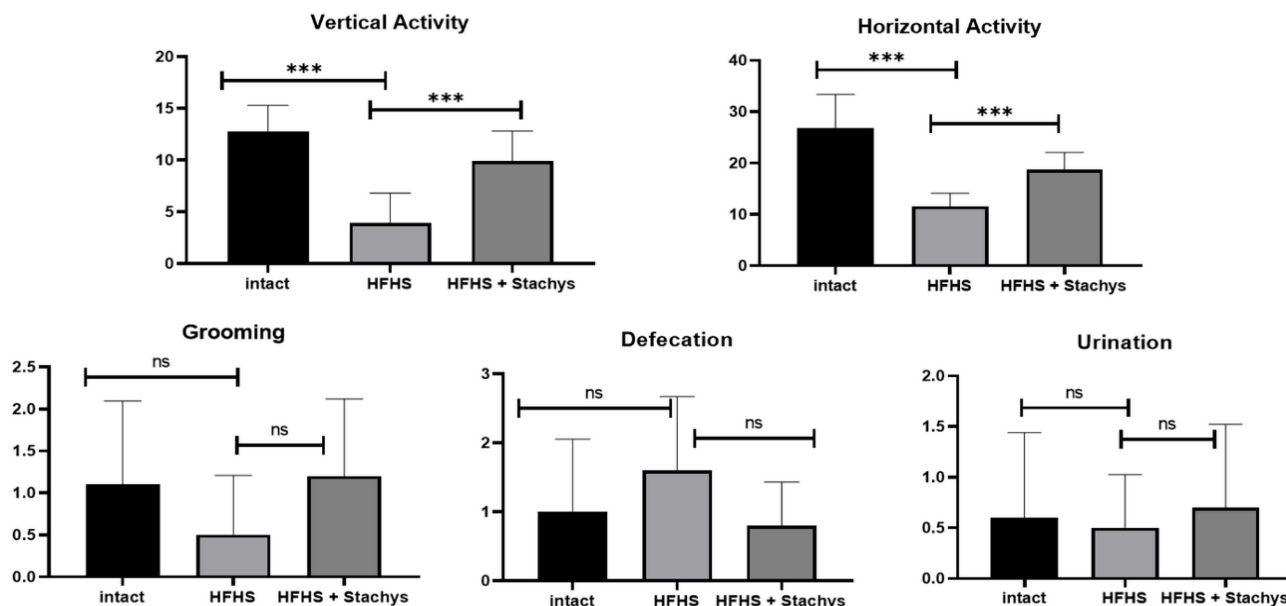 Vertical Activity
20
15
10
5
0
***
***
intact
HFHS
HFHS + Stachys
Horizontal Activity
40
30
20
10
0
***
***
intact
HFHS
HFHS + Stachys
Grooming
2.5
2.0
1.5
1.0
0.5
0.0
ns
ns
intact
HFHS
HFHS + Stachys
Defecation
3
2
1
0
ns
ns
intact
HFHS
HFHS + Stachys
Urination
2.0
1.5
1.0
0.5
0.0
ns
ns
intact
HFHS
HFHS + Stachys